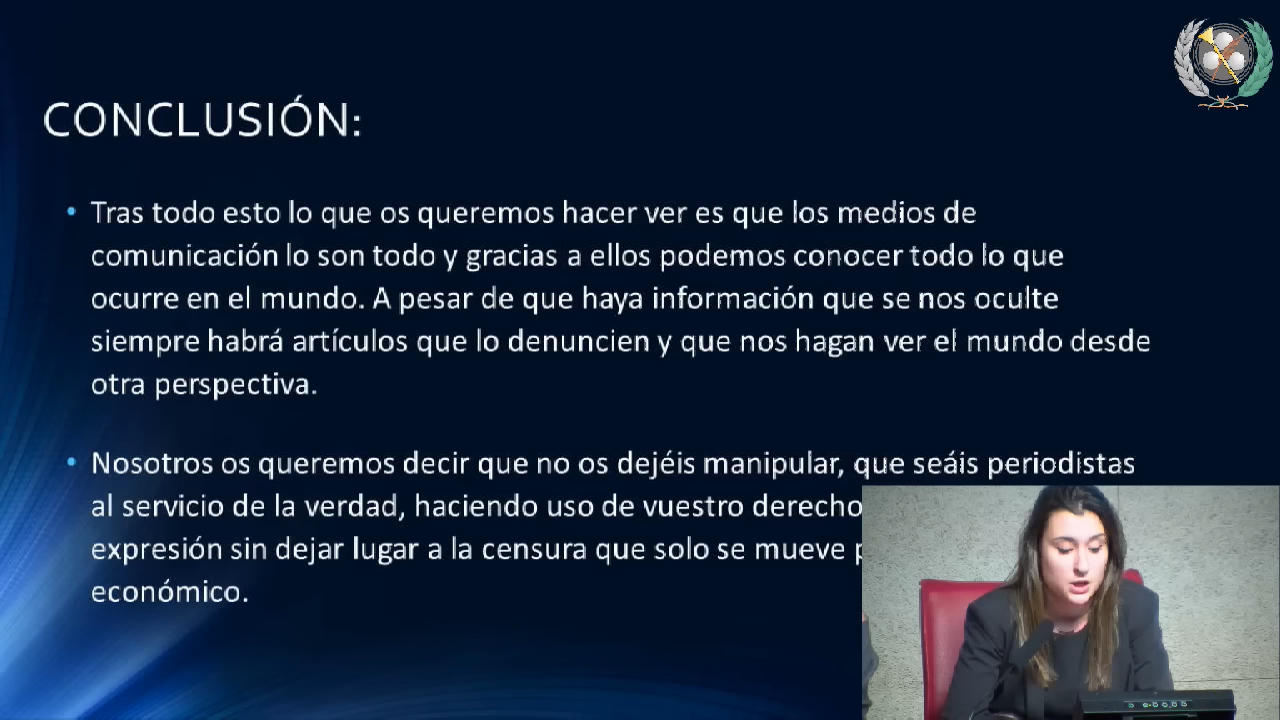 CONCLUSIÓN:
• Tras todo esto lo que os queremos hacer ver es que los medios de
comunicación lo son todo y gracias a ellos podemos conocer todo lo que
ocurre en el mundo. A pesar de que haya información que se nos oculte
siempre habrá artículos que lo denuncien y que nos hagan ver el mundo desde
otra perspectiva.
• Nosotros os queremos decir que no os dejéis manipular, que seáis periodistas
al servicio de la verdad, haciendo uso de vuestro derecho
expresión sin dejar lugar a la censura que solo se mueve
económico.